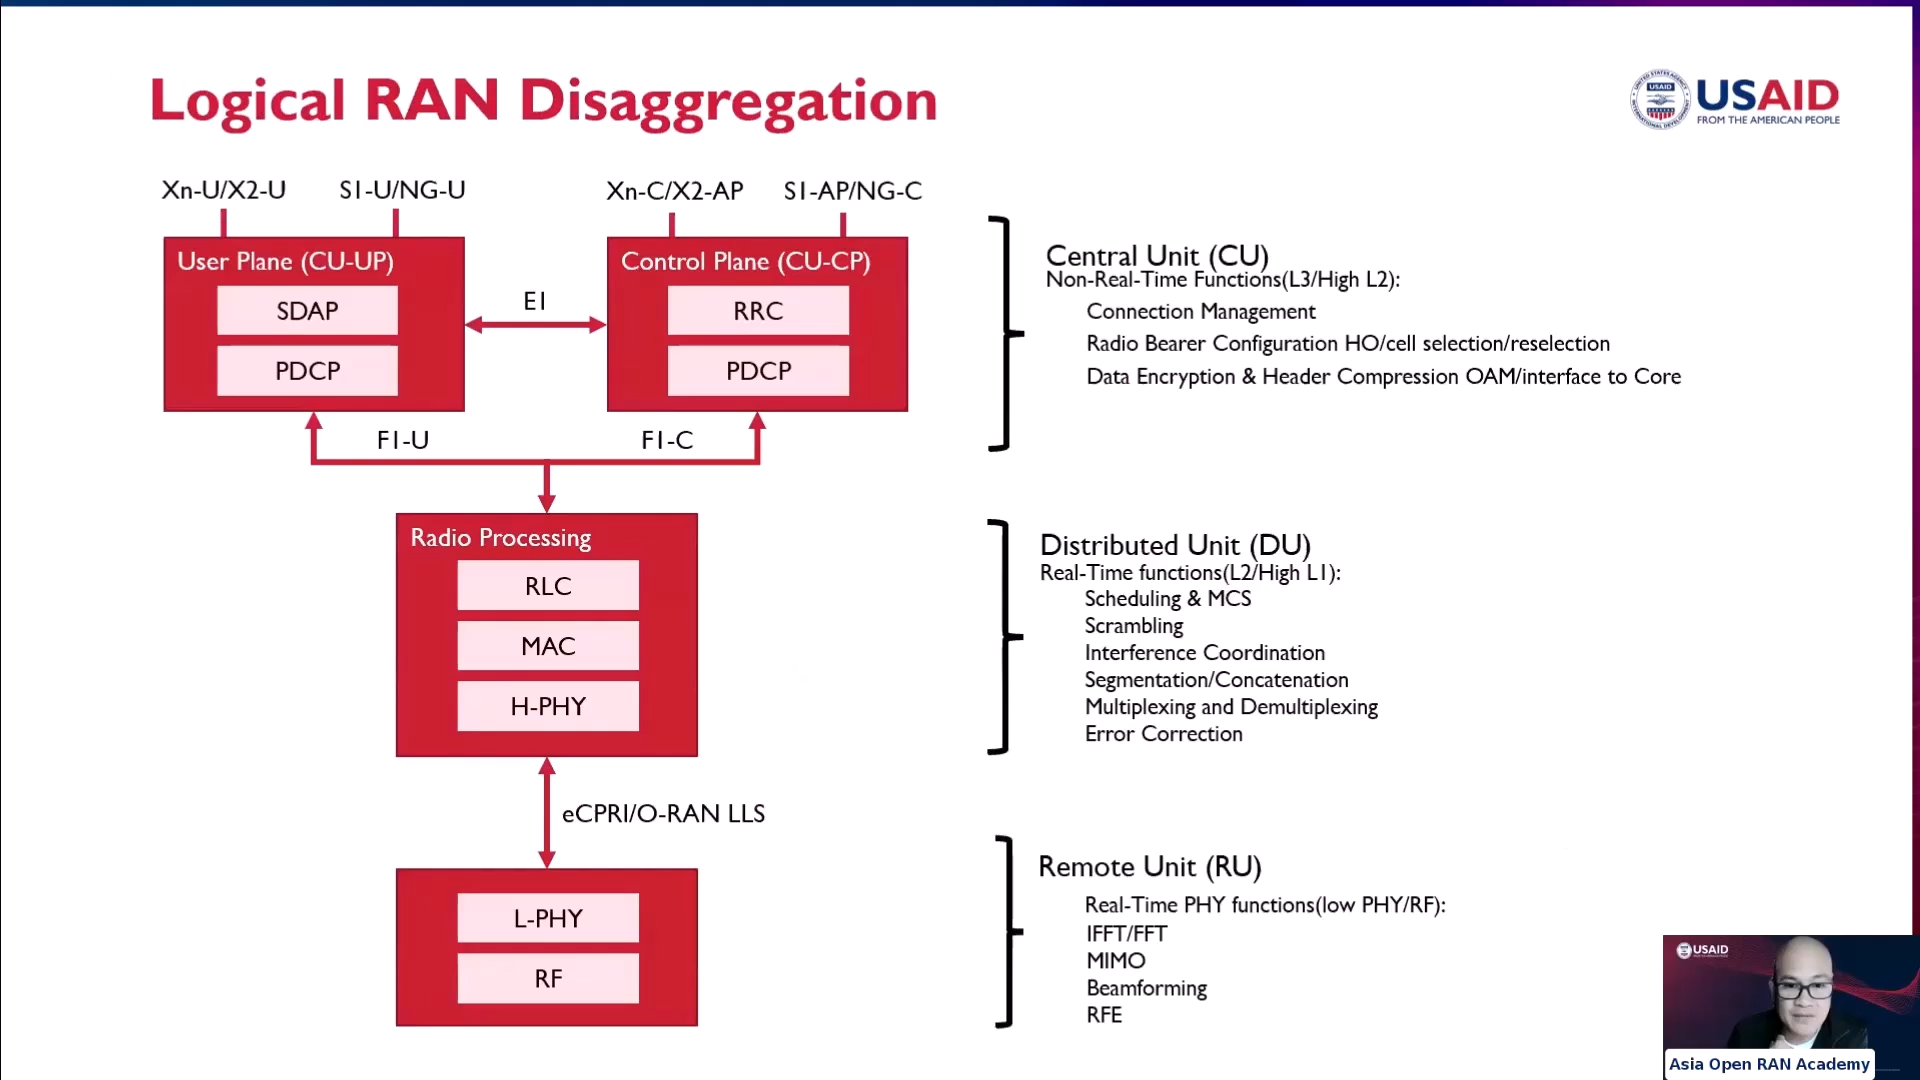 Logical RAN Disaggregation
USAID
USAID
FROM THE AMERICAN PEOPLE
Xn-U/X2-U
S1-U/NG-U
Xn-C/X2-AP
S1-AP/NG-C
User Plane (CU-UP)
SDAP
PDCP
E1
Control Plane (CU-CP)
RRC
PDCP
F1-U
F1-C
Central Unit (CU)
Non-Real-Time Functions(L3/High L2):
Connection Management
Radio Bearer Configuration HO/cell selection/reselection
Data Encryption & Header Compression OAM/interface to Core
Radio Processing
RLC
MAC
H-PHY
Distributed Unit (DU)
Real-Time functions(L2/High L1):
Scheduling & MCS
Scrambling
Interference Coordination
Segmentation/Concatenation
Multiplexing and Demultiplexing
Error Correction
eCPRI/O-RAN LLS
L-PHY
RF
Remote Unit (RU)
Real-Time PHY functions(low PHY/RF):
IFFT/FFT
MIMO
Beamforming
RFE
USAID
Asia Open RAN Academy